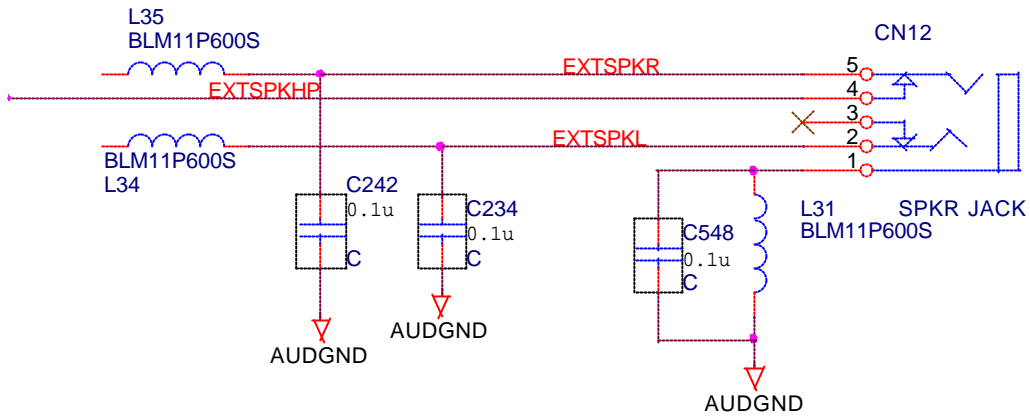 L35
BLM11P600S
CN12
EXTSPKR
5
EXTSPKHP
4
3
EXTSPKL
2
BLM11P600S
L34
1
C242
0.1u
C
C234
0.1u
C
C548
0.1u
C
L31
BLM11P600S
SPKR JACK
AUDGND
AUDGND
AUDGND